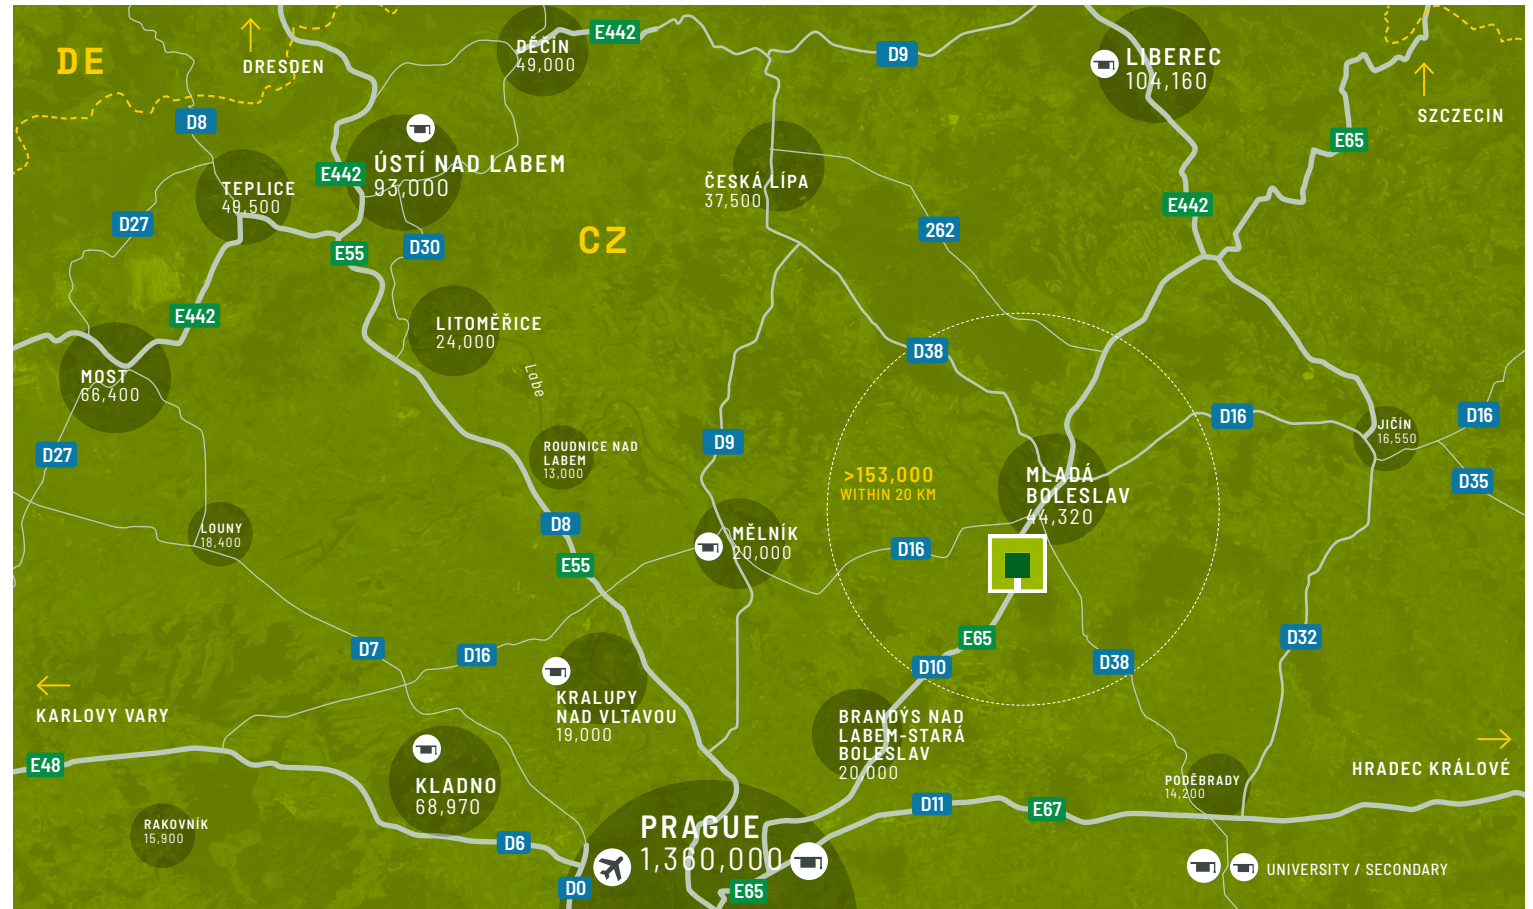 DE
DRESDEN
DĚČÍN
49,000
E442
D9
LIBEREC
104,160
SZCZECIN
D8
E65
E442
ÚSTÍ NAD LABEM
93,000
TEPLICE
49,500
ČESKÁ LÍPA
37,500
E442
D27
E55
D30
CZ
262
E442
LITOMĚŘICE
24,000
Labe
D38
MOST
66,400
D27
ROUDNICE NAD
LABEM
13,000
D9
>153,000
WITHIN 20 KM
MLADÁ
BOLESLAV
44,320
D16
JIČÍN
16,550
D16
D35
LOUNY
18,400
D8
E55
MĚLNÍK
20,000
D16
D7
D16
E65
D10
D38
D32
KARLOVY VARY
KRALUPY
NAD VLTAVOU
19,000
BRANDÝS NAD
LABEM-STARÁ
BOLESLAV
20,000
E48
KLADNO
68,970
PODĚBRADY
14,200
HRADEC KRÁLOVÉ
RAKOVNÍK
15,900
D6
D0
PRAGUE
1,360,000
E65
D11
E67
UNIVERSITY / SECONDARY